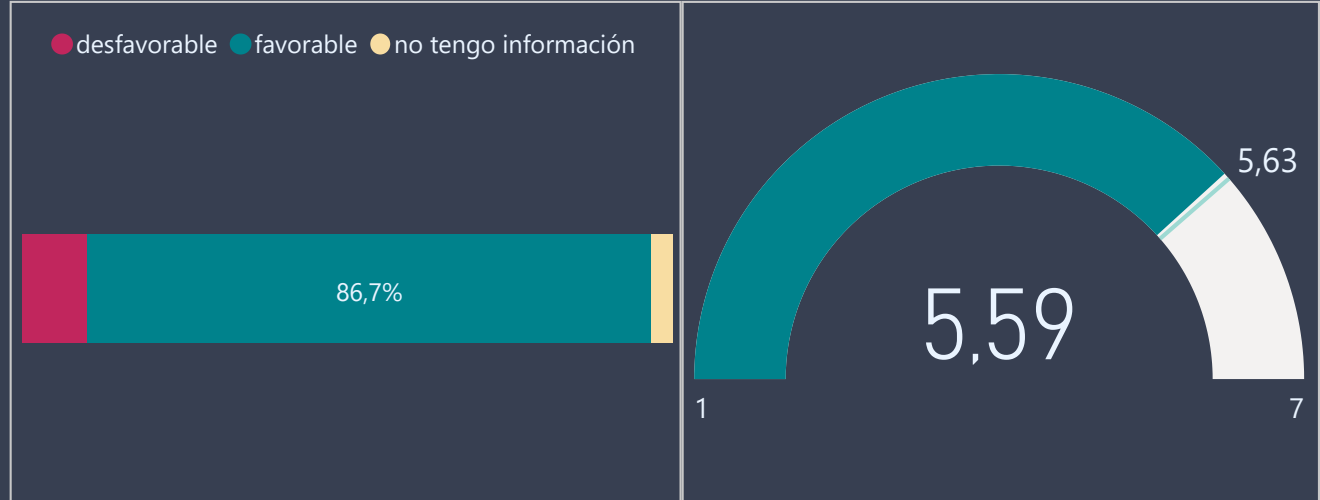 desfavorable favorable no tengo información
86,7%
5,63
5,59
1 7